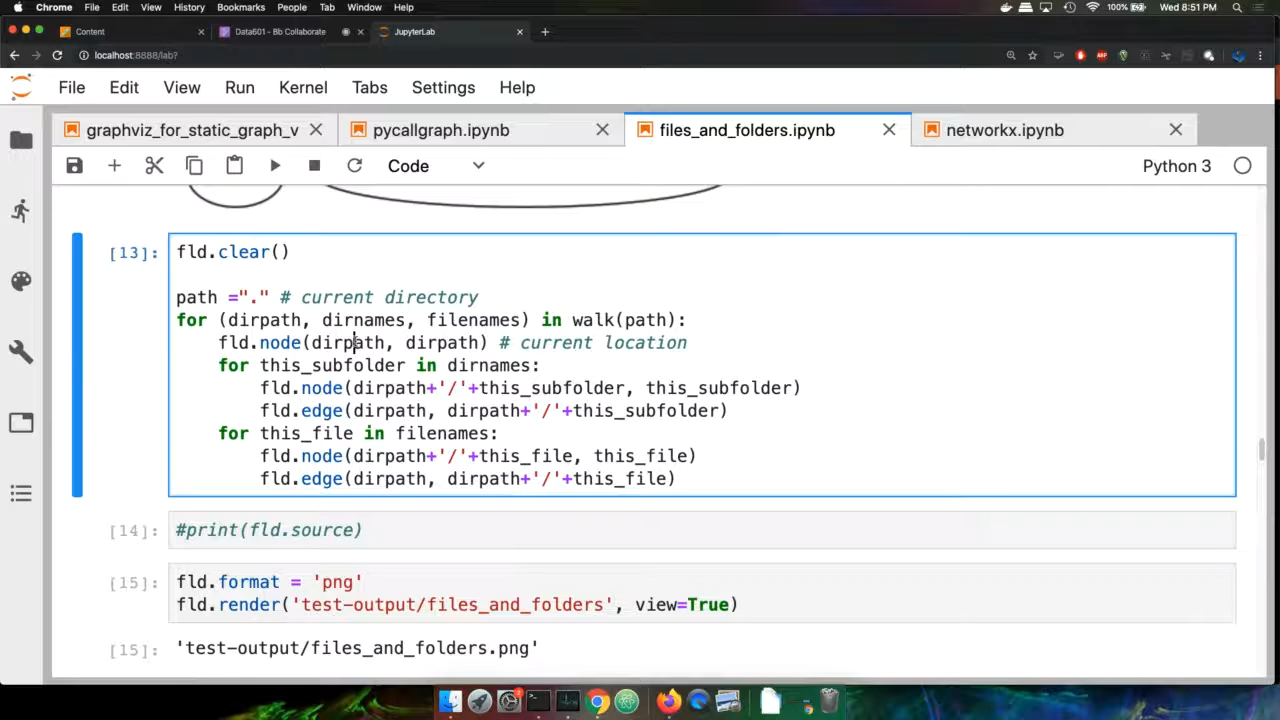 Chrome File Edit View History Bookmarks People Tab Window Help 100% Wed 8:51 PM
Content Data601 - Bb Collaborate JupyterLab
localhost:8888/lab?
File Edit View Run Kernel Tabs Settings Help
graphviz_for_static_graph_v pycallgraph.ipynb files_and_folders.ipynb networkx.ipynb
Code Python 3
[13]: fld.clear()
path ="." # current directory
for (dirpath, dirnames, filenames) in walk(path):
fld.node(dirpath, dirpath) # current location
for this_subfolder in dirnames:
fld.node(dirpath+'/'+this_subfolder, this_subfolder)
fld.edge(dirpath, dirpath+'/'+this_subfolder)
for this_file in filenames:
fld.node(dirpath+'/'+this_file, this_file)
fld.edge(dirpath, dirpath+'/'+this_file)
[14]: #print(fld.source)
[15]: fld.format = 'png'
fld.render('test-output/files_and_folders', view=True)
[15]: 'test-output/files_and_folders.png'